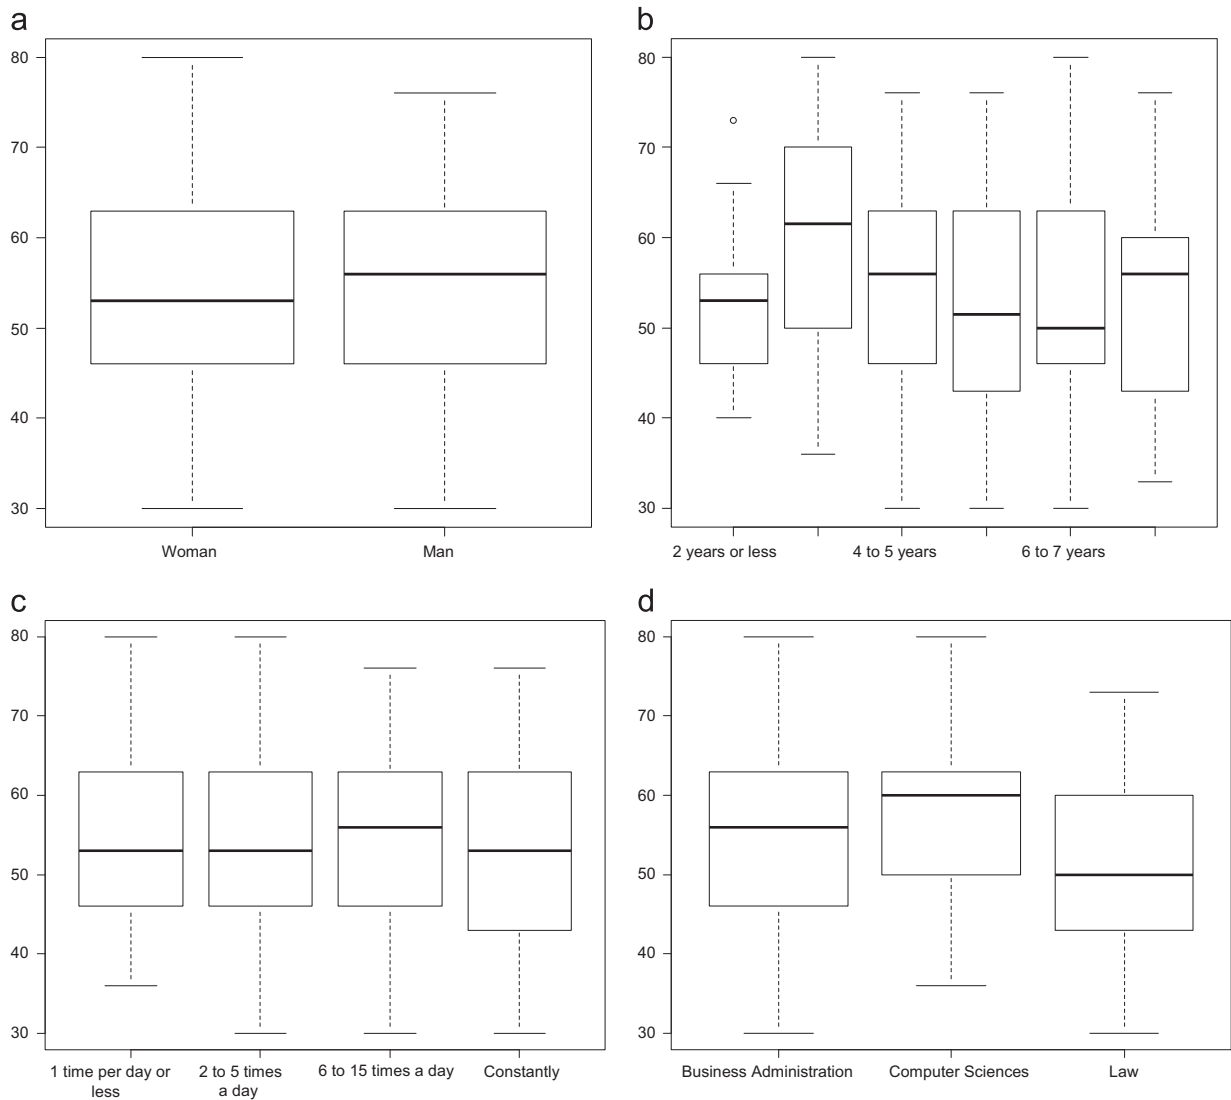 a
80
70
60
50
40
30
Woman
Man
b
80
70
60
50
40
30
2 years or less
4 to 5 years
6 to 7 years
c
80
70
60
50
40
30
1 time per day or
less
2 to 5 times
a day
6 to 15 times a day
Constantly
d
80
70
60
50
40
30
Business Administration
Computer Sciences
Law